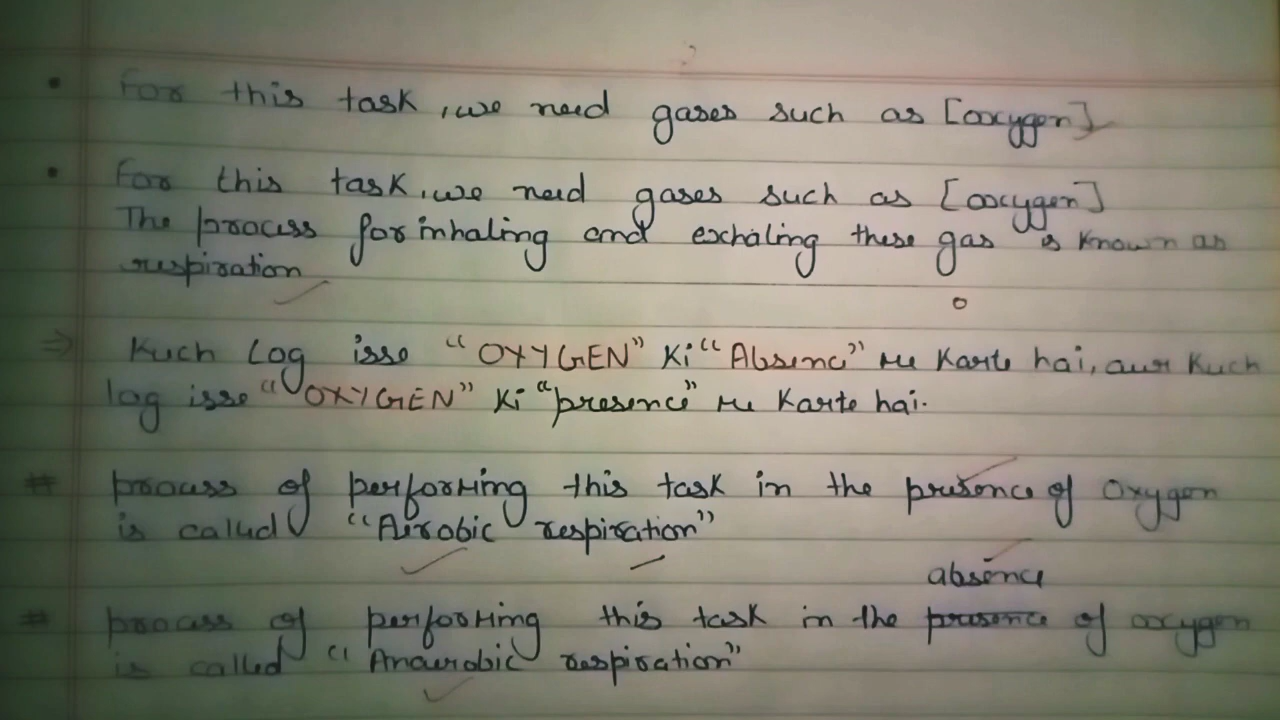 • For this task, we need gases such as [oxygen]
• For this task, we need gases such as [oxygen]
The process for inhaling and exhaling these gas is known as
respiration
⇒ Kuch Log isse "OXYGEN" Ki "Absence" me Karte hai, aur Kuch
log isse "OXYGEN" Ki "presence" me Karte hai.
# process of performing this task in the presence of Oxygen
is called "Airobic respiration"
absence
# process of performing this task in the presence of oxygen
is called "Anaerobic respiration"